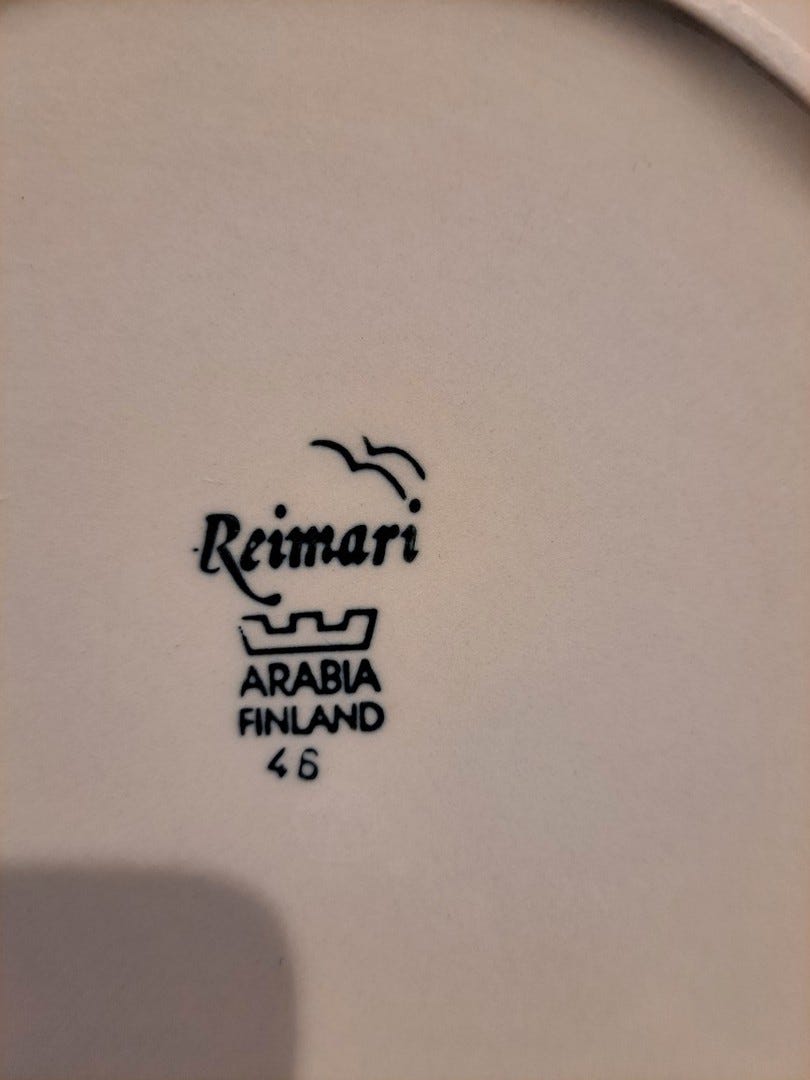 Reimari
ARABIA
FINLAND
46